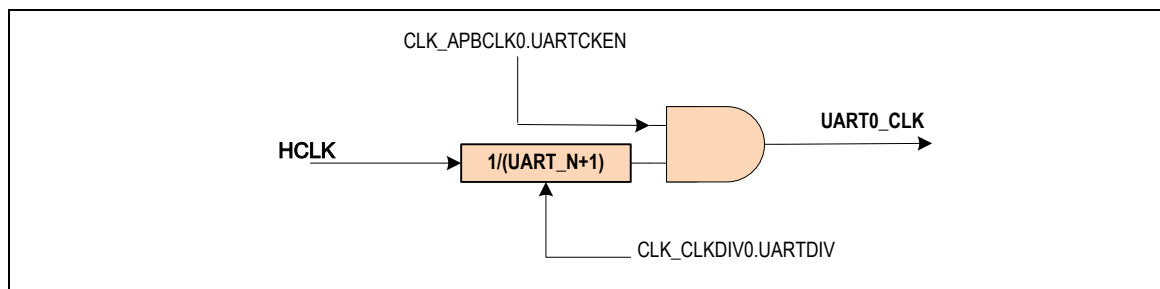 CLK_APBCLK0.UARTCKEN
UART0_CLK
HCLK
1/(UART_N+1)
CLK_CLKDIV0.UARTDIV